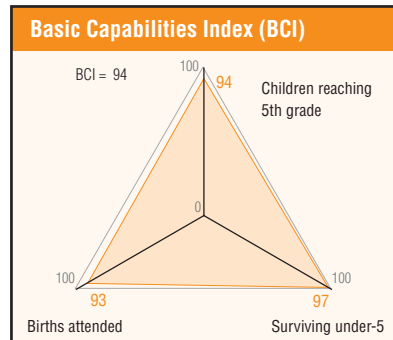 Basic Capabilities Index (BCI)
BCI = 94
100
94
Children reaching
5th grade
0
100
93
100
97
Births attended
Surviving under-5